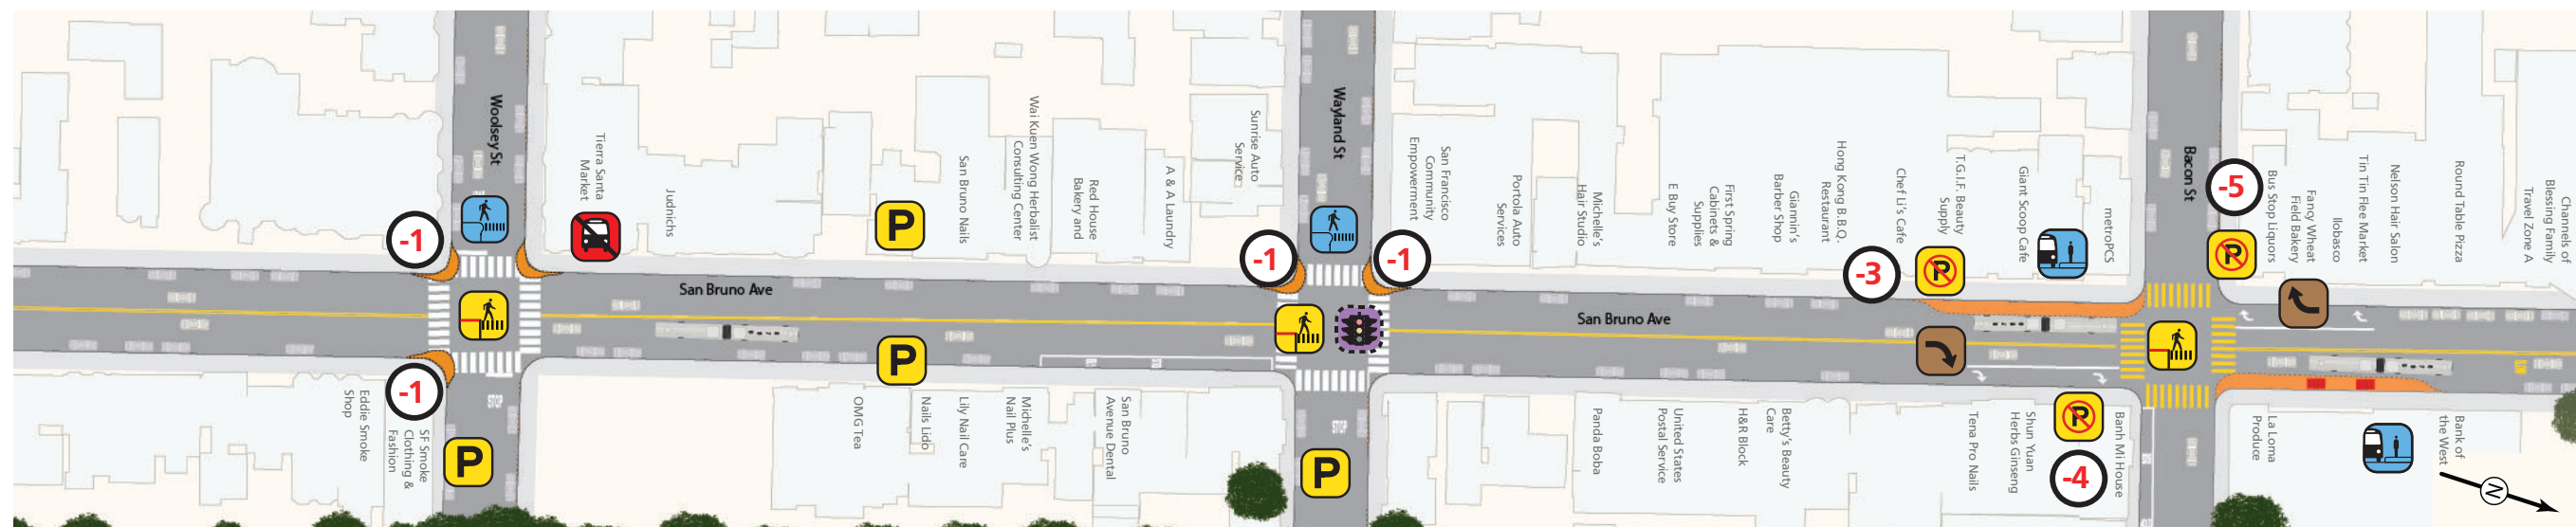 Woolsey St
Wayland St
Bacon St
San Bruno Ave
San Bruno Ave
Tierra Santa
Market
Judnichs
San Bruno Nails
Wai Kuen Wong Herbalist
Consulting Center
Red House
Bakery and
A & A Laundry
Sunrise Auto
Service
San Francisco
Community
Empowerment
Portola Auto
Services
Michelle's
Hair Studio
E Buy Store
First Spring
Cabinets &
Supplies
Giannin's
Barber Shop
Hong Kong B.B.Q.
Restaurant
Chef Li's Cafe
T.G.I.F. Beauty
Supply
Giant Scoop Cafe
metroPCS
Bus Stop Liquors
Fancy Wheat
Field Bakery
Ilobasco
Tin Tin Flee Market
Nelson Hair Salon
Round Table Pizza
Channels of
Blessing Family
Travel Zone A
-1
-1
-1
-1
-3
-5
-4
P
P
P
P
P
P
P
STOP
STOP
Eddie Smoke
Shop
SF Smoke
Clothing &
Fashion
OMG Tea
Nails Lido
Lily Nail Care
Michelle's
Nail Plus
San Bruno
Avenue Dental
Panda Boba
United States
Postal Service
H&R Block
Betty's Beauty
Care
Tena Pro Nails
Shun Yuan
Herbs Ginseng
Banh Mi House
La Loma
Produce
Bank of
the West
N